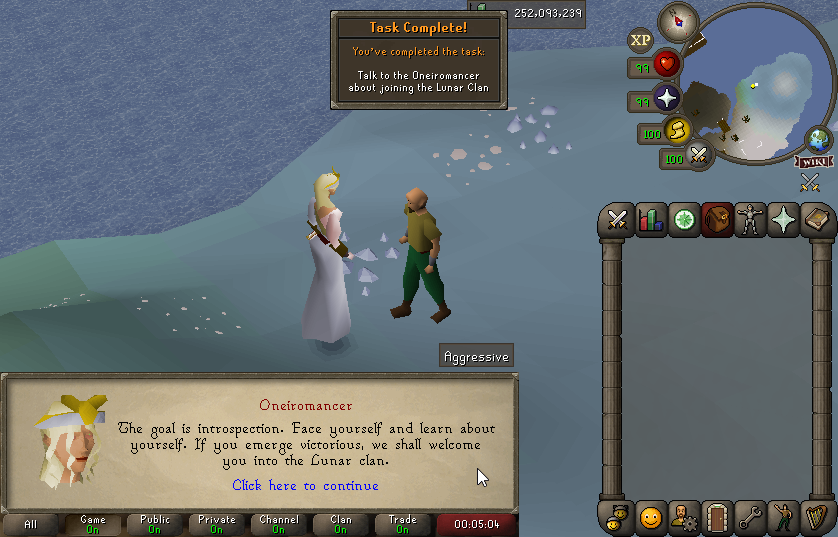 252,093,239
Task Complete!
You've completed the task:
Talk to the Oneiromancer
about joining the Lunar Clan
XP
99
99
100
100
WIKI
Aggressive
Oneiromancer
The goal is introspection. Face yourself and learn about
yourself. If you emerge victorious, we shall welcome
you into the Lunar clan.
Click here to continue
All
Game
On
Public
On
Private
On
Channel
On
Clan
On
Trade
On
00:05:04